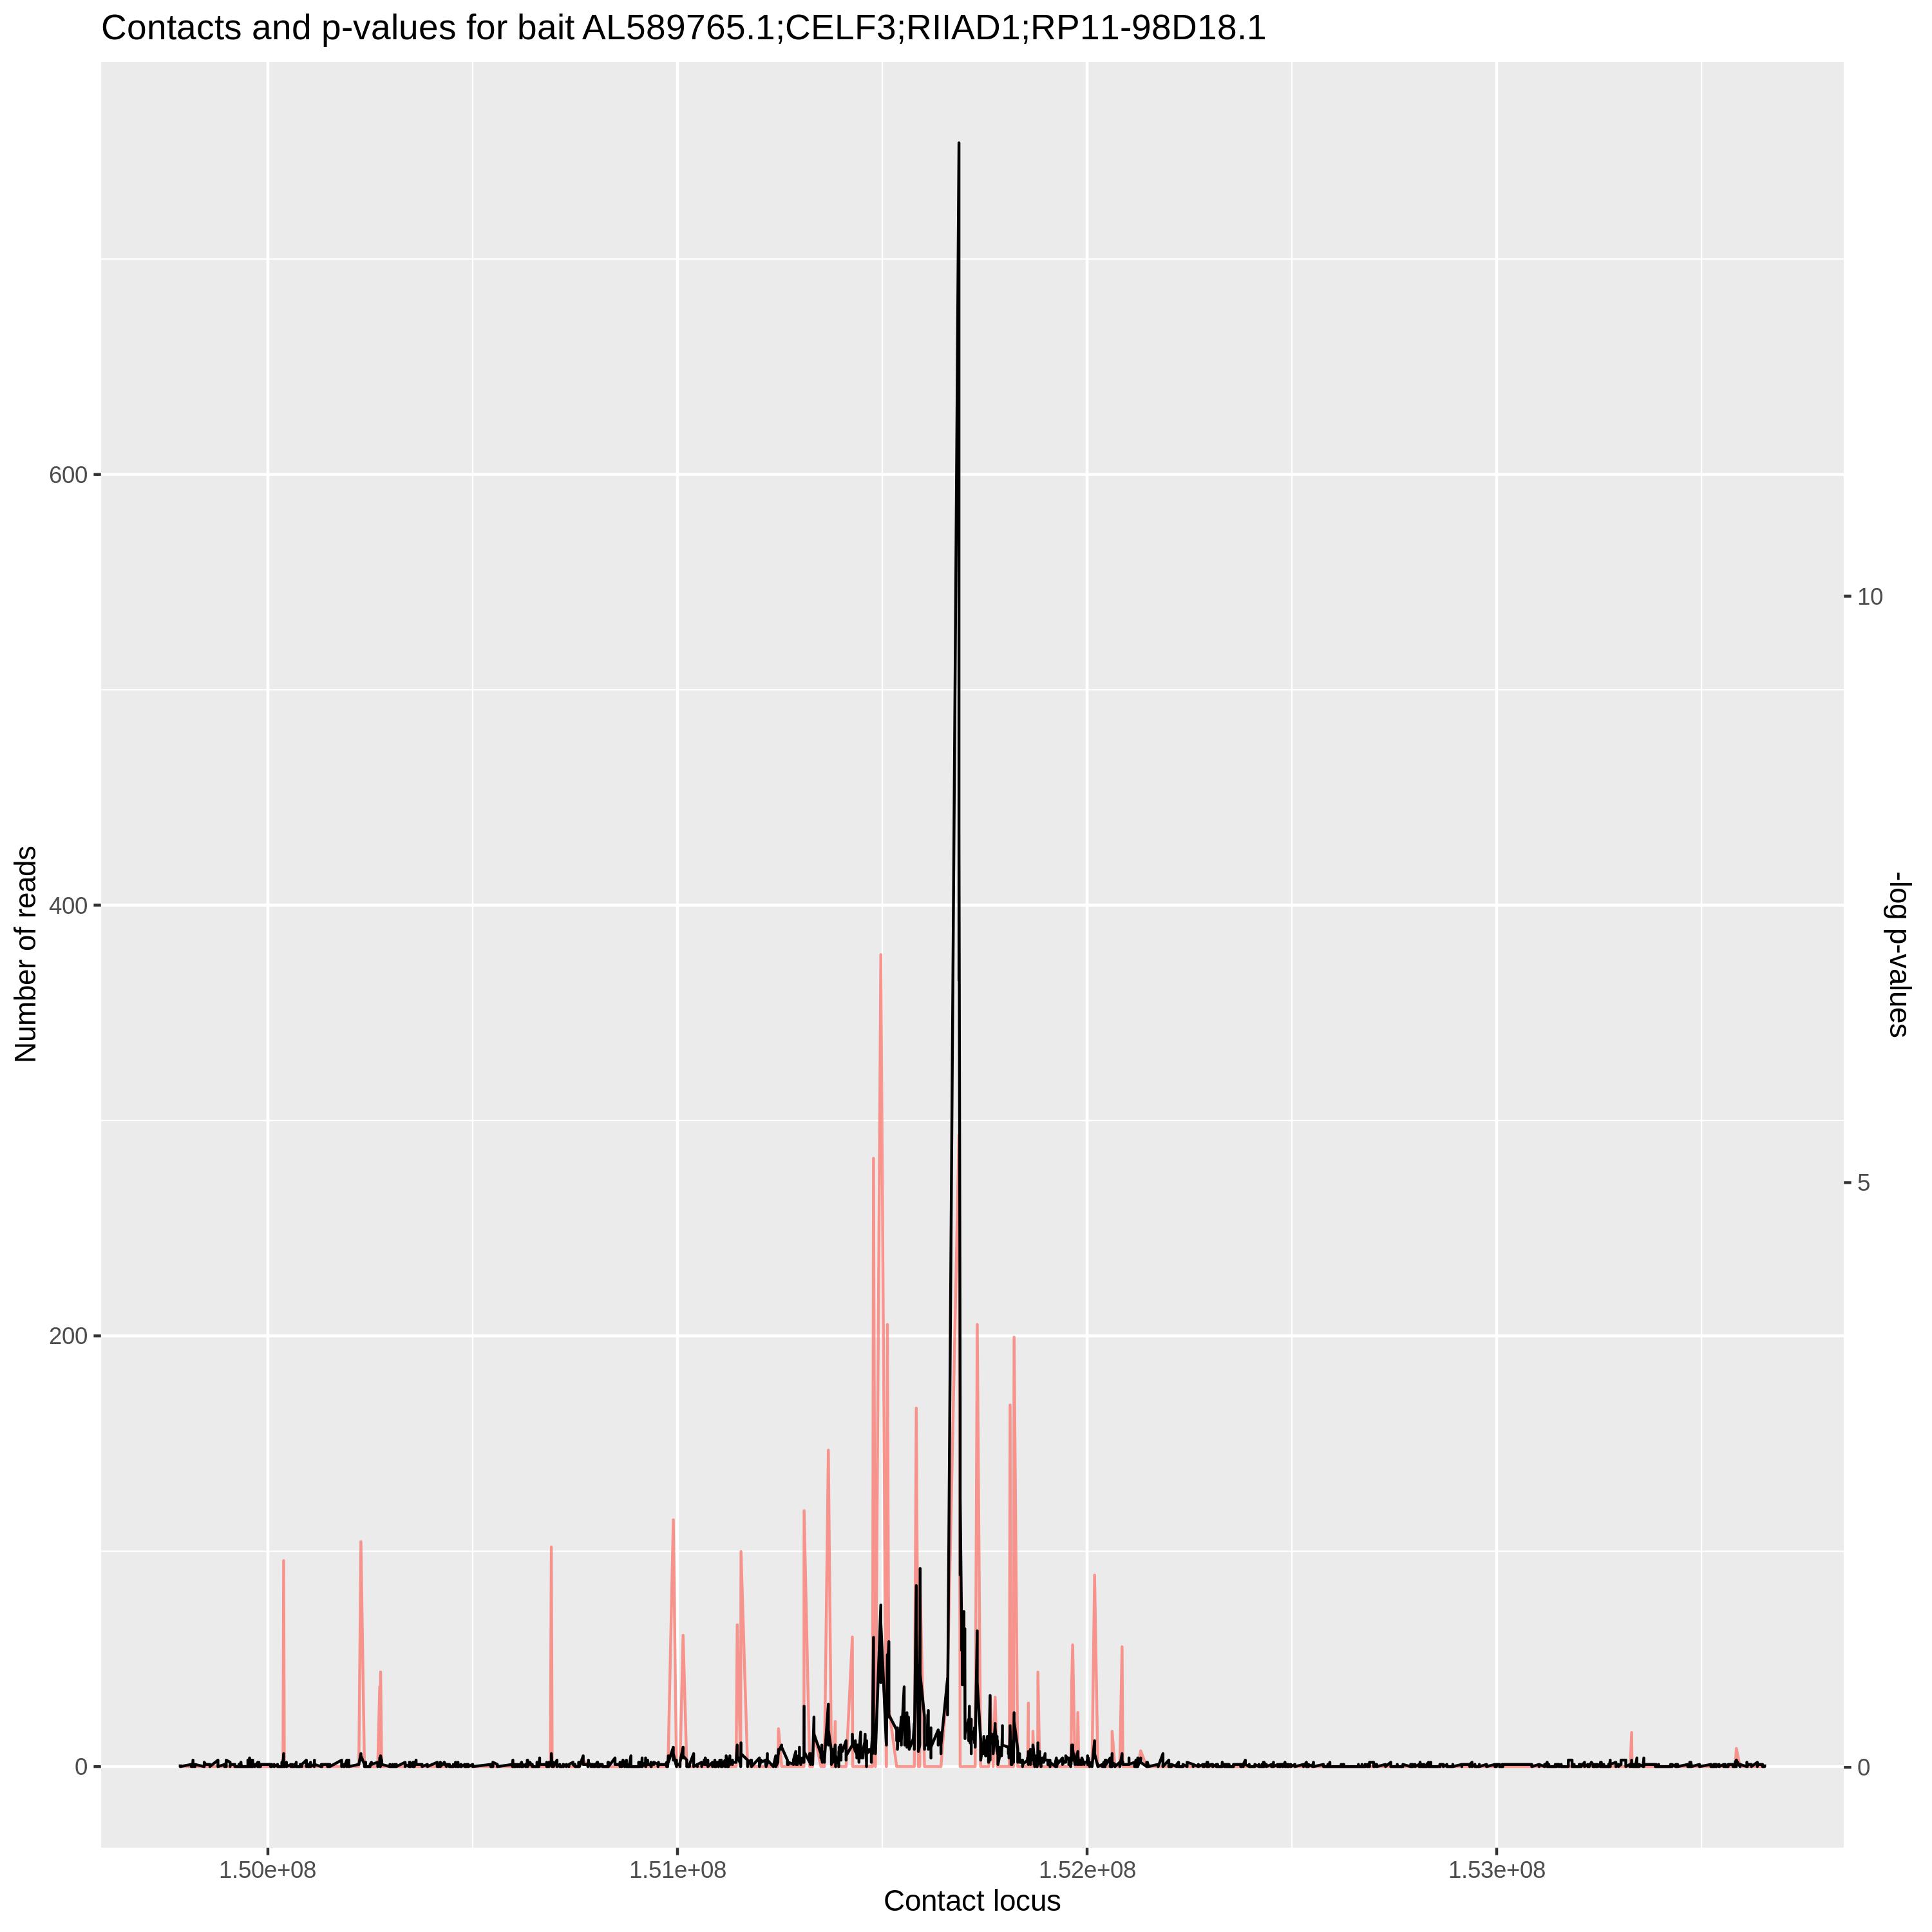 Contacts and p-values for bait AL589765.1;CELF3;RIIAD1;RP11-98D18.1
600
400
200
0
Number of reads
10
5
0
-log p-values
1.50e+08
1.51e+08
1.52e+08
1.53e+08
Contact locus